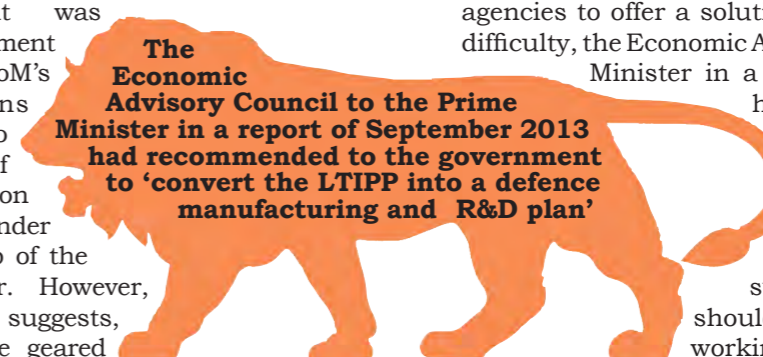 t was
ment
oM's
ns
o
f
on
nder
p of the
r. However,
suggests,
e geared
The
Economic
Advisory Council to the Prime
Minister in a report of September 2013
had recommended to the government
to ‘convert the LTIPP into a defence
manufacturing and R&D plan’
agencies to offer a soluti
difficulty, the Economic A
Minister in a
h
s
shoul
workin